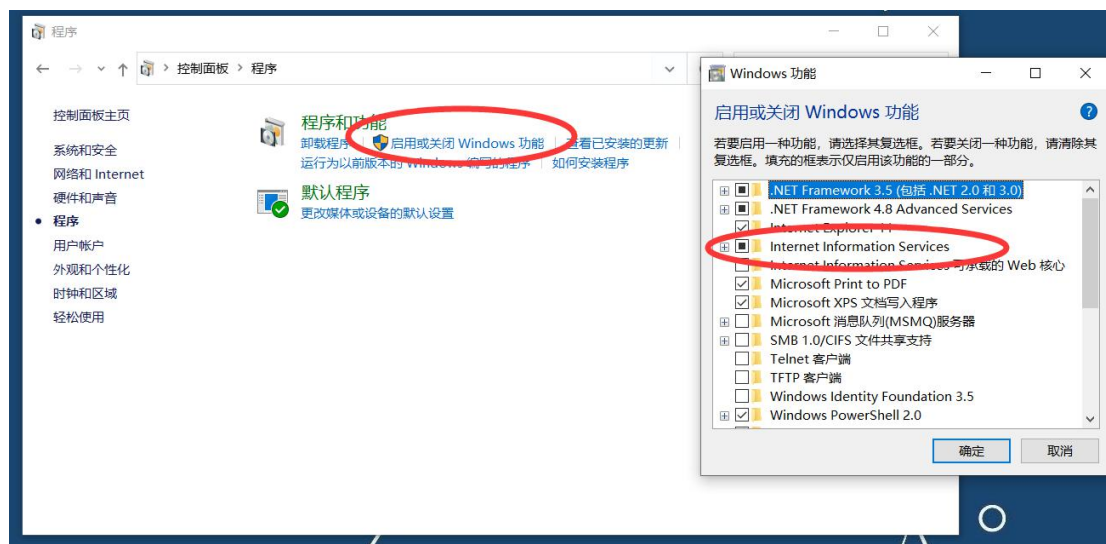 程序
控制面板 > 程序
控制面板主页
系统和安全
网络和 Internet
硬件和声音
程序
用户帐户
外观和个性化
时钟和区域
轻松使用
程序和功能
卸载程序 启用或关闭 Windows 功能 查看已安装的更新
运行为以前版本的 Windows 编写的程序 如何安装程序
默认程序
更改媒体或设备的默认设置
Windows 功能
启用或关闭 Windows 功能
若要启用一种功能，请选择其复选框。若要关闭一种功能，请清除其
复选框。填充的框表示仅启用该功能的一部分。
.NET Framework 3.5 (包括 .NET 2.0 和 3.0)
.NET Framework 4.8 Advanced Services
Internet Explorer 11
Internet Information Services
Internet Information Services 可承载的 Web 核心
Microsoft Print to PDF
Microsoft XPS 文档写入程序
Microsoft 消息队列(MSMQ)服务器
SMB 1.0/CIFS 文件共享支持
Telnet 客户端
TFTP 客户端
Windows Identity Foundation 3.5
Windows PowerShell 2.0
确定 取消